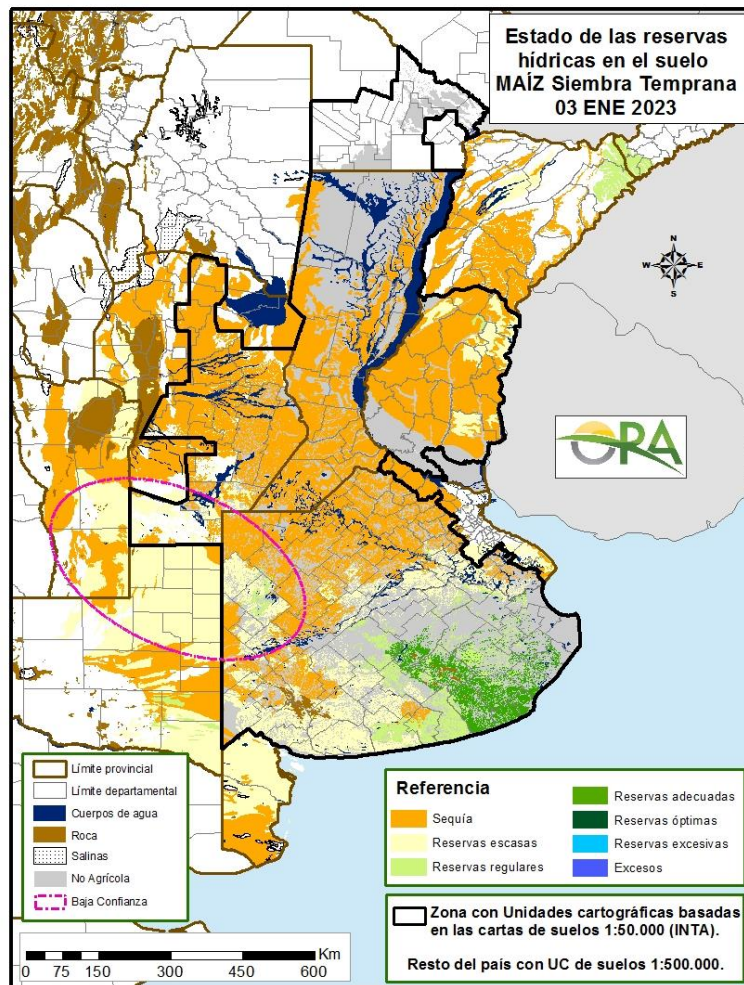 Estado de las reservas
hídricas en el suelo
MAÍZ Siembra Temprana
03 ENE 2023
N
W
E
S
OPA
Límite provincial
Límite departamental
Cuerpos de agua
Roca
Salinas
No Agrícola
Baja Confianza
Referencia
Sequía
Reservas escasas
Reservas regulares
Reservas adecuadas
Reservas óptimas
Reservas excesivas
Excesos
Zona con Unidades cartográficas basadas
en las cartas de suelos 1:50.000 (INTA).
Resto del país con UC de suelos 1:500.000.
Km
0 75 150 300 450 600